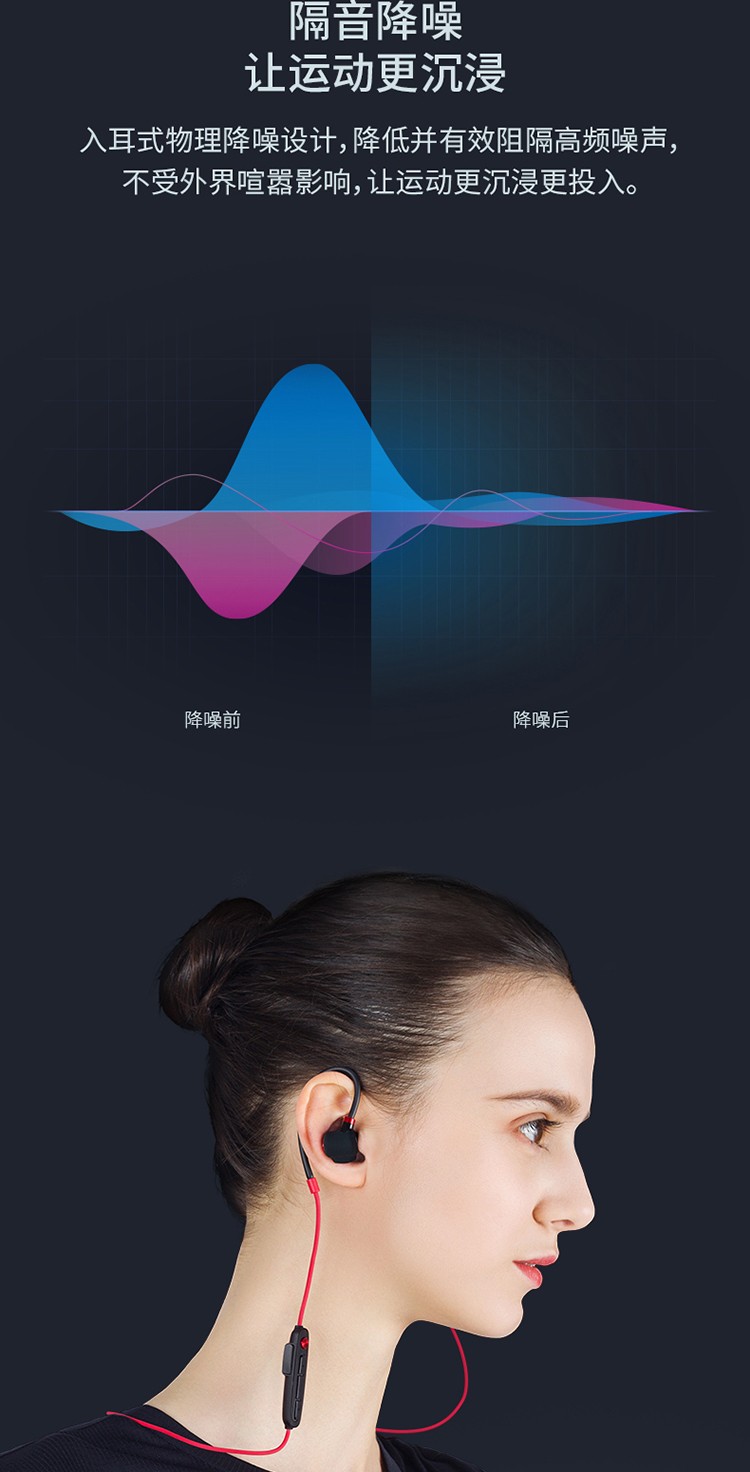 隔音降噪
让运动更沉浸
入耳式物理降噪设计,降低并有效阻隔高频噪声,
不受外界喧嚣影响,让运动更沉浸更投入。
降噪前
降噪后